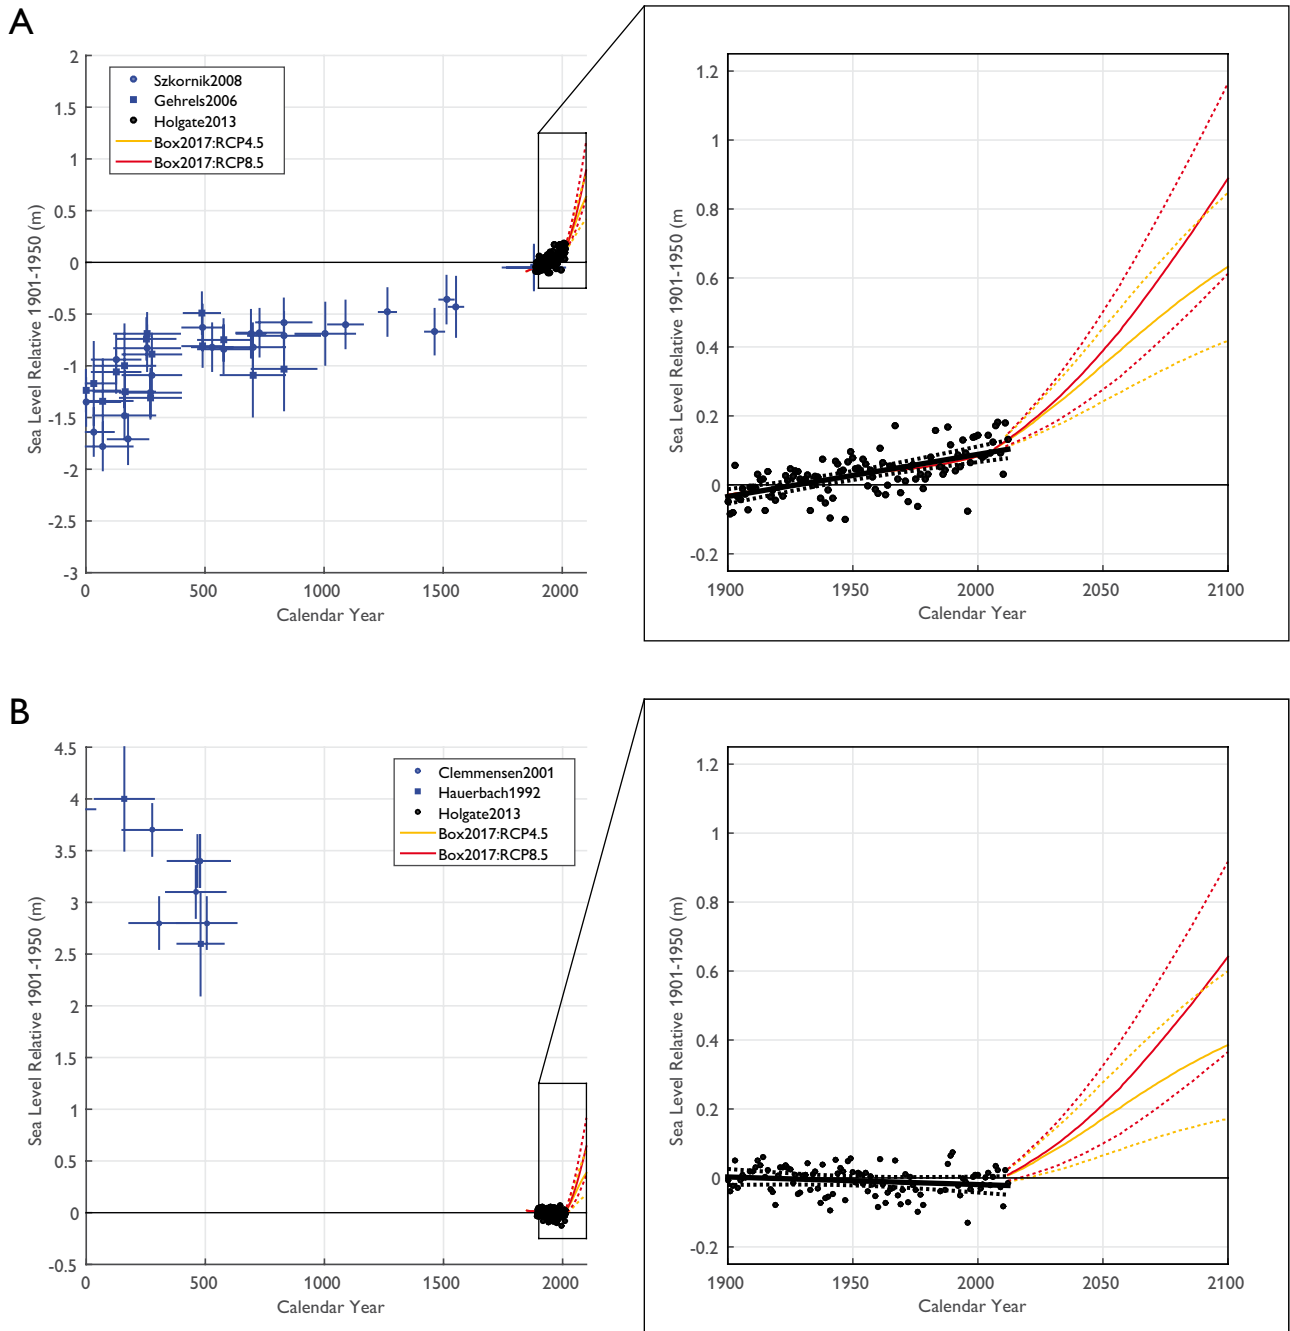 A
Sea Level Relative 1901-1950 (m)
2
1.5
1
0.5
0
-0.5
-1
-1.5
-2
-2.5
-3
Szkornik2008
Gehrels2006
Holgate2013
Box2017:RCP4.5
Box2017:RCP8.5
0 500 1000 1500 2000
Calendar Year
Sea Level Relative 1901-1950 (m
1.2
1
0.8
0.6
0.4
0.2
0
-0.2
1900 1950 2000 2050 2100
Calendar Year
B
Sea Level Relative 1901-1950 (m)
4.5
4
3.5
3
2.5
2
1.5
1
0.5
0
-0.5
Clemmensen2001
Hauerbach1992
Holgate2013
Box2017:RCP4.5
Box2017:RCP8.5
0 500 1000 1500 2000
Calendar Year
Sea Level Relative 1901-1950 (m)
1.2
1
0.8
0.6
0.4
0.2
0
-0.2
1900 1950 2000 2050 2100
Calendar Year